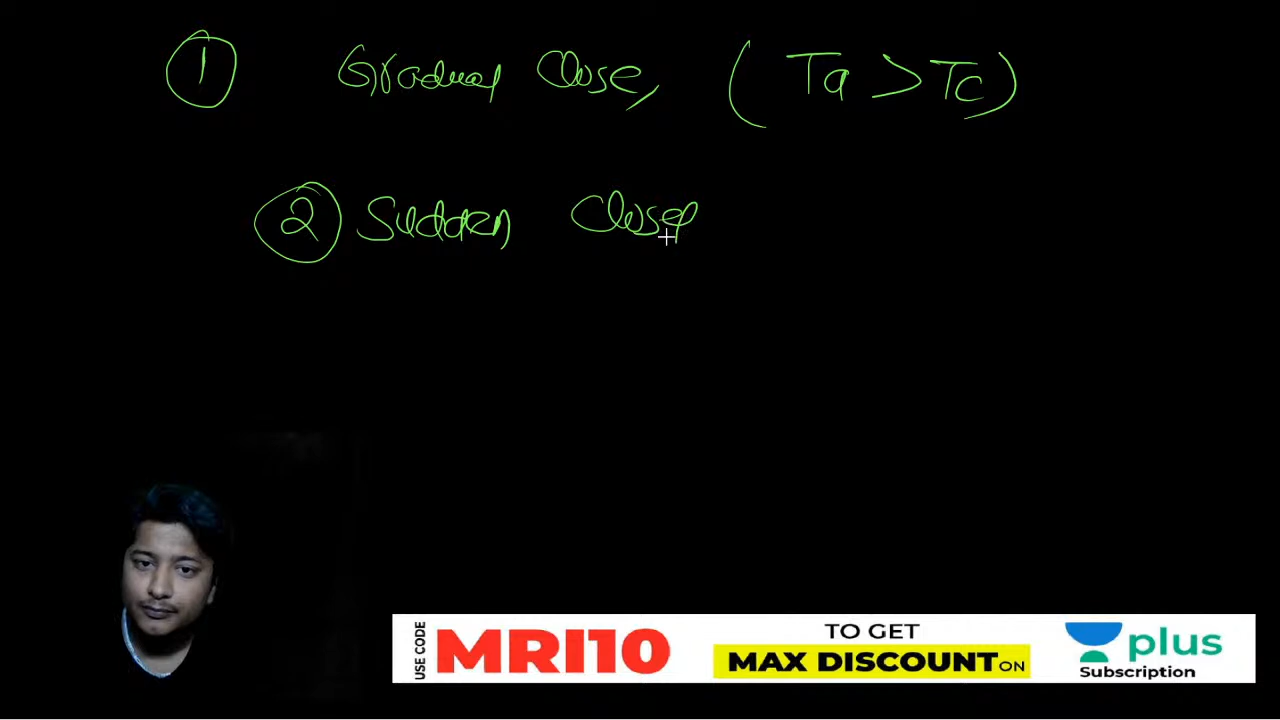 1 Gradual Close, (Ta > Tc)
2 Sudden Close
USE CODE MRI10 TO GET MAX DISCOUNT ON plus Subscription